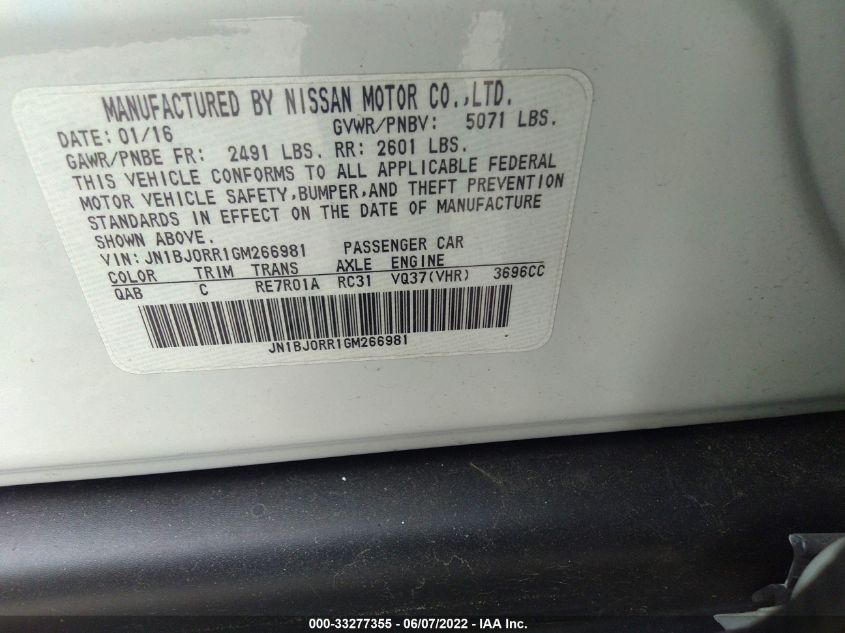 MANUFACTURED BY NISSAN MOTOR CO.,LTD.
DATE: 01/16 GVWR/PNBV: 5071 LBS.
GAWR/PNBE FR: 2491 LBS. RR: 2601 LBS.
THIS VEHICLE CONFORMS TO ALL APPLICABLE FEDERAL
MOTOR VEHICLE SAFETY,BUMPER,AND THEFT PREVENTION
STANDARDS IN EFFECT ON THE DATE OF MANUFACTURE
SHOWN ABOVE.
VIN: JN1BJ0RR1GM266981 PASSENGER CAR
COLOR TRIM TRANS AXLE ENGINE
QAB C RE7R01A RC31 VQ37(VHR) 3696CC
JN1BJ0RR1GM266981
000-33277355 - 06/07/2022 - IAA Inc.